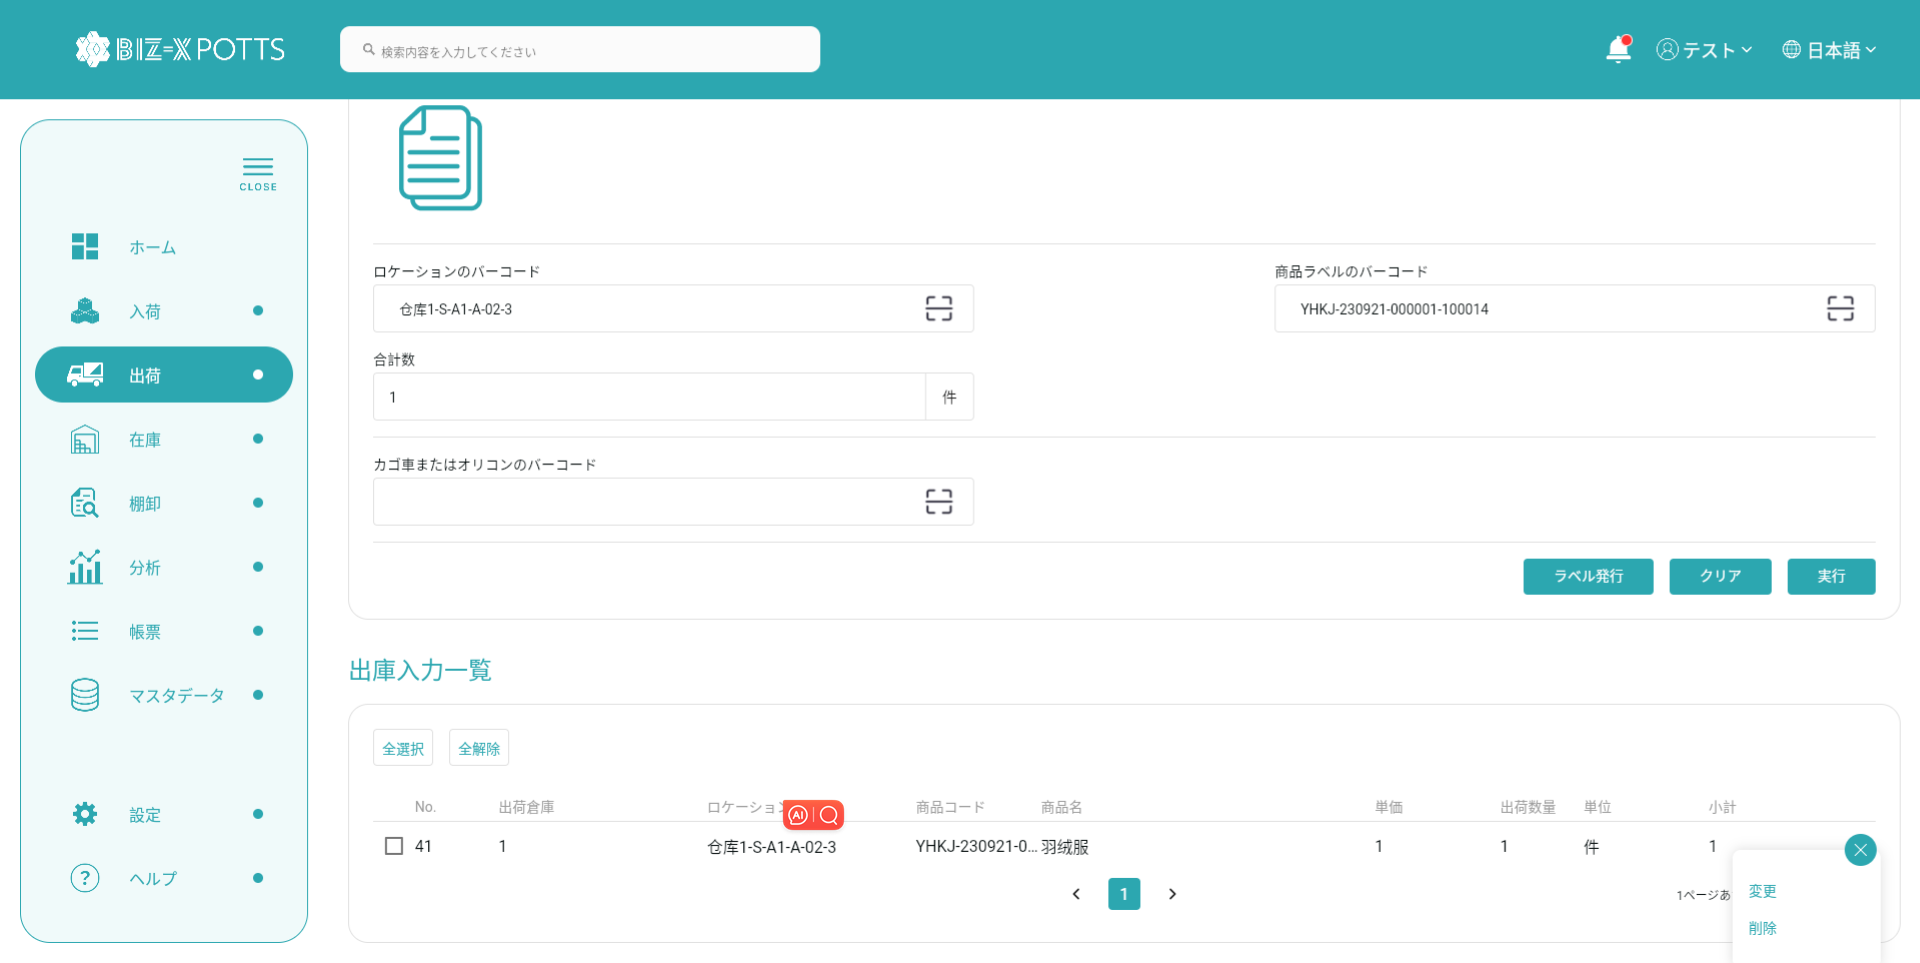 BIZ=X POTTS
検索内容を入力してください
テスト
日本語
CLOSE
ホーム
入荷
出荷
在庫
棚卸
分析
帳票
マスタデータ
設定
ヘルプ
ロケーションのバーコード
商品ラベルのバーコード
仓库1-S-A1-A-02-3
YHKJ-230921-000001-100014
合計数
1 件
カゴ車またはオリコンのバーコード
ラベル発行 クリア 実行
出庫入力一覧
全選択 全解除
No. 出荷倉庫 ロケーション 商品コード 商品名 単価 出荷数量 単位 小計
AI
41 1 仓库1-S-A1-A-02-3 YHKJ-230921-0... 羽绒服 1 1 件 1
1
1ページあ
変更
削除